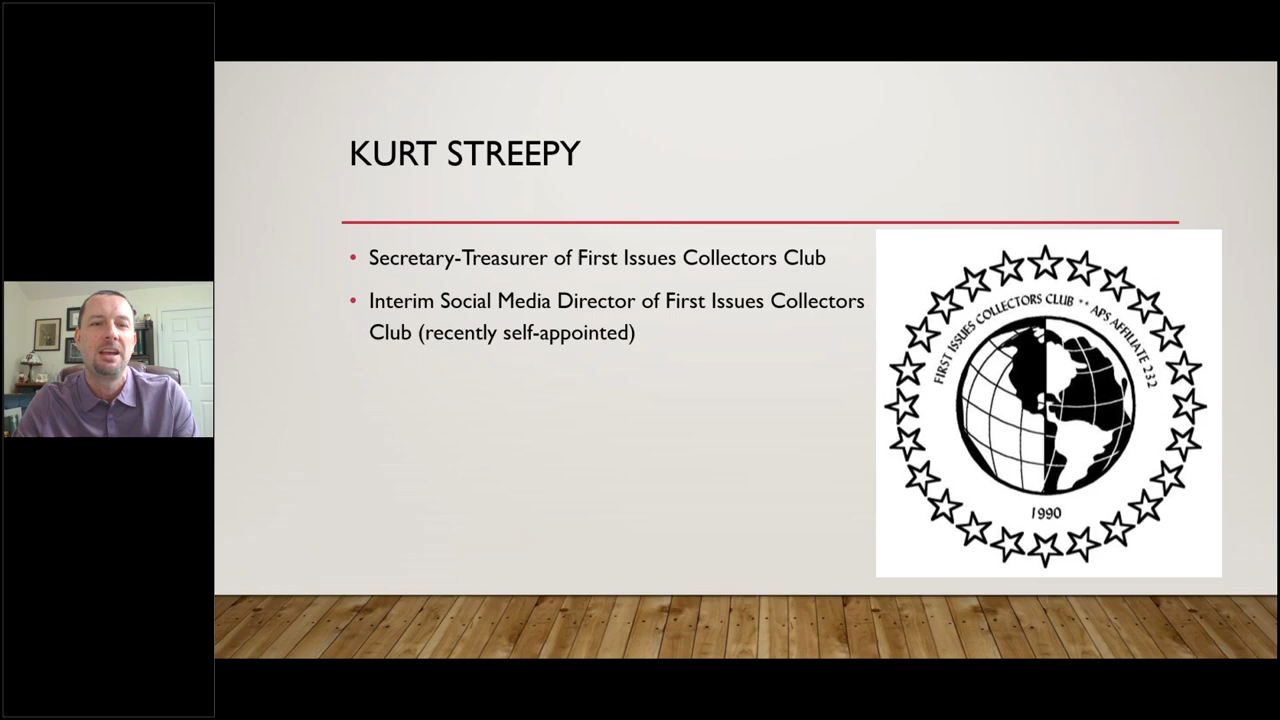 KURT STREEPY
• Secretary-Treasurer of First Issues Collectors Club
• Interim Social Media Director of First Issues Collectors
Club (recently self-appointed)
FIRST ISSUES COLLECTORS CLUB ** APS AFFILIATE 232
1990